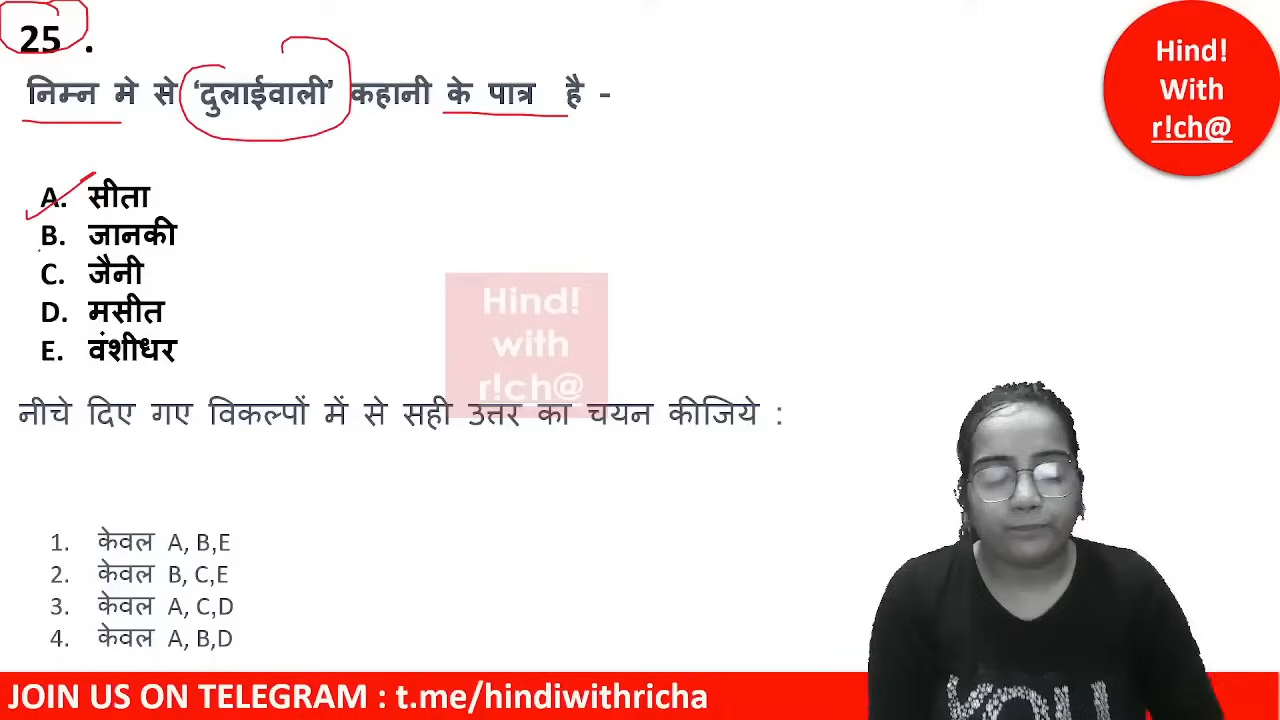 25 .
Hind!
With
r!ch@
निम्न मे से ‘दुलाईवाली’ कहानी के पात्र है -
A. सीता
B. जानकी
C. जैनी
D. मसीत
E. वंशीधर
Hind!
with
r!ch@
नीचे दिए गए विकल्पों में से सही उत्तर का चयन कीजिये :
1. केवल A, B,E
2. केवल B, C,E
3. केवल A, C,D
4. केवल A, B,D
YOU
JOIN US ON TELEGRAM : t.me/hindiwithricha